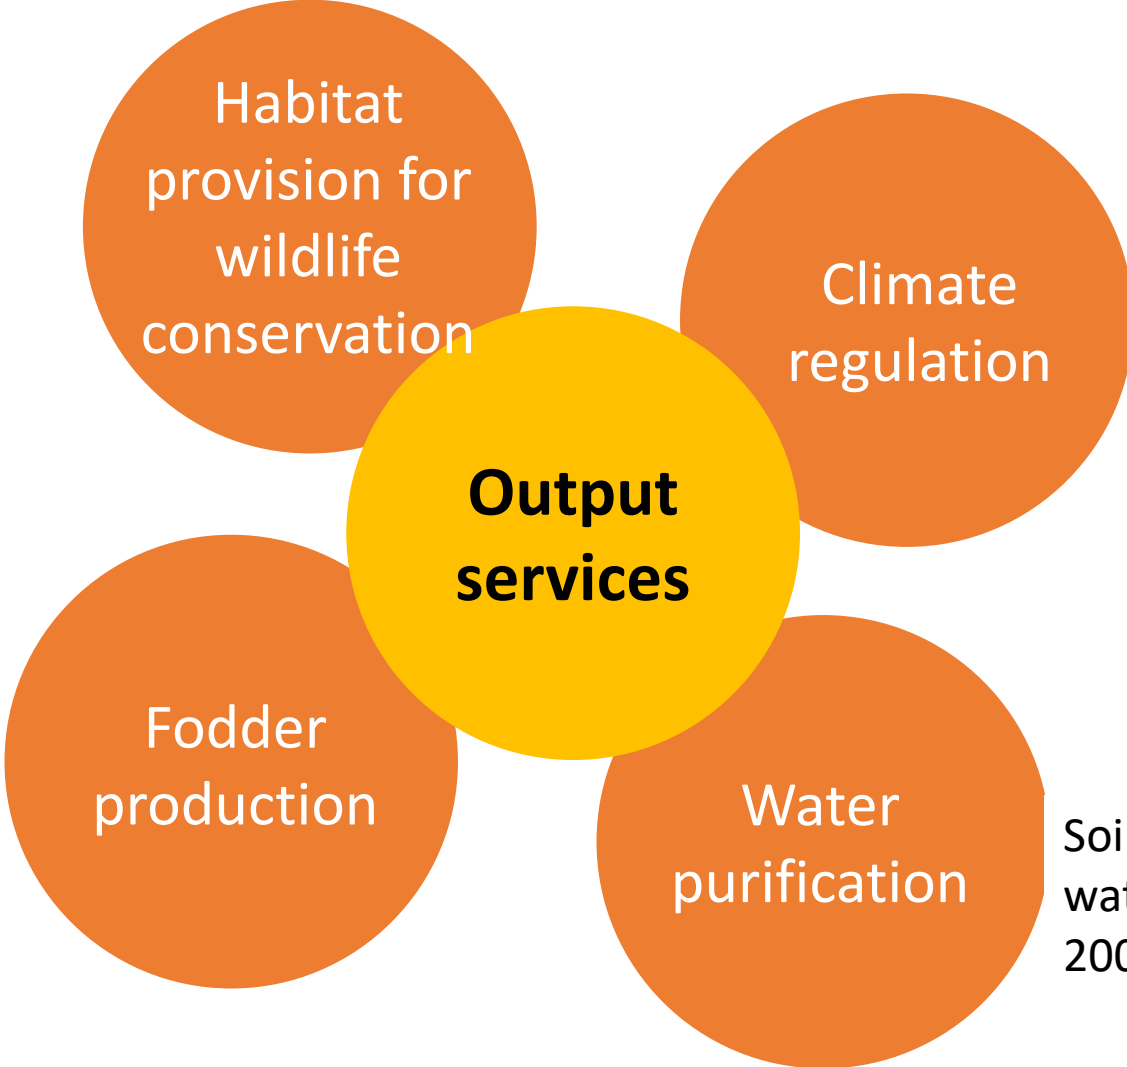 Habitat
provision for
wildlife
conservation
Climate
regulation
Output
services
Fodder
production
Water
purification